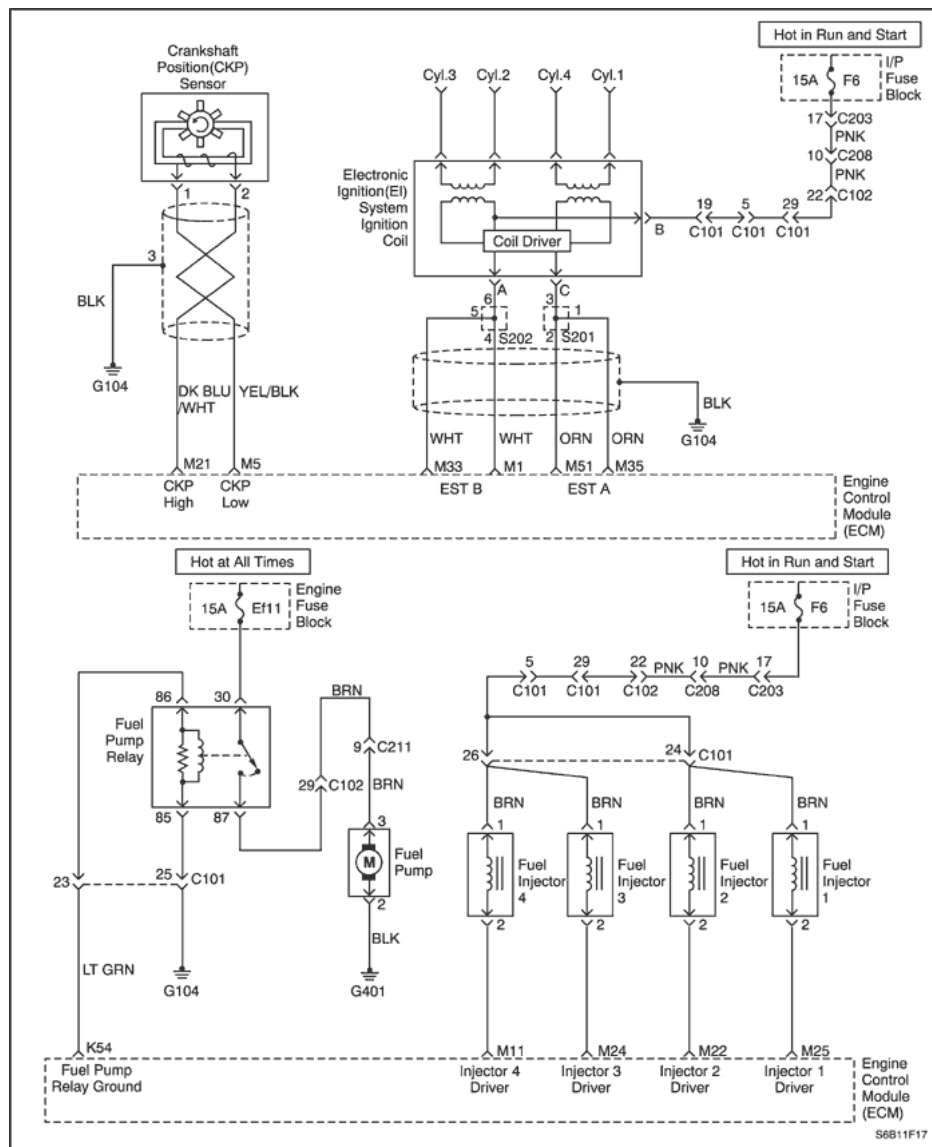 Hot in Run and Start
15A F6
I/P
Fuse
Block
17 C203
PNK
10 C208
PNK
22 C102
Crankshaft
Position(CKP)
Sensor
1 2
3
BLK
G104
DK BLU
/WHT
YEL/BLK
M21 M5
CKP
High
CKP
Low
Cyl.3 Cyl.2 Cyl.4 Cyl.1
Electronic
Ignition(EI)
System
Ignition
Coil
Coil Driver
B
19
C101
5
C101
29
C101
A C
6 3
5 1
4 S202 2 S201
BLK
G104
WHT WHT ORN ORN
M33 M1 M51 M35
EST B EST A
Engine
Control
Module
(ECM)
Hot at All Times
15A Ef11
Engine
Fuse
Block
Hot in Run and Start
15A F6
I/P
Fuse
Block
86 30
Fuel
Pump
Relay
85 87
BRN
29 C102
9 C211
BRN
3
M
Fuel
Pump
2
BLK
G401
23 25 C101
LT GRN
G104
K54
Fuel Pump
Relay Ground
5
C101
29
C101
22
C102
PNK
10
C208
PNK
17
C203
26 24 C101
BRN BRN BRN BRN
1 1 1 1
Fuel
Injector
4
Fuel
Injector
3
Fuel
Injector
2
Fuel
Injector
1
2 2 2 2
M11 M24 M22 M25
Injector 4
Driver
Injector 3
Driver
Injector 2
Driver
Injector 1
Driver
Engine
Control
Module
(ECM)
S6B11F17